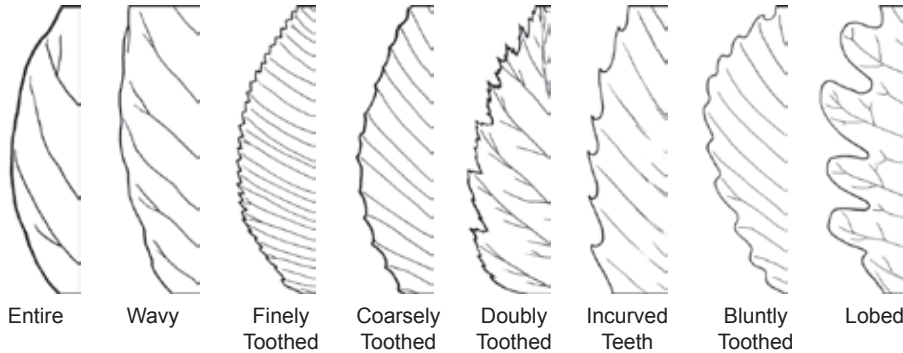 Entire
Wavy
Finely
Toothed
Coarsely
Toothed
Doubly
Toothed
Incurved
Teeth
Bluntly
Toothed
Lobed